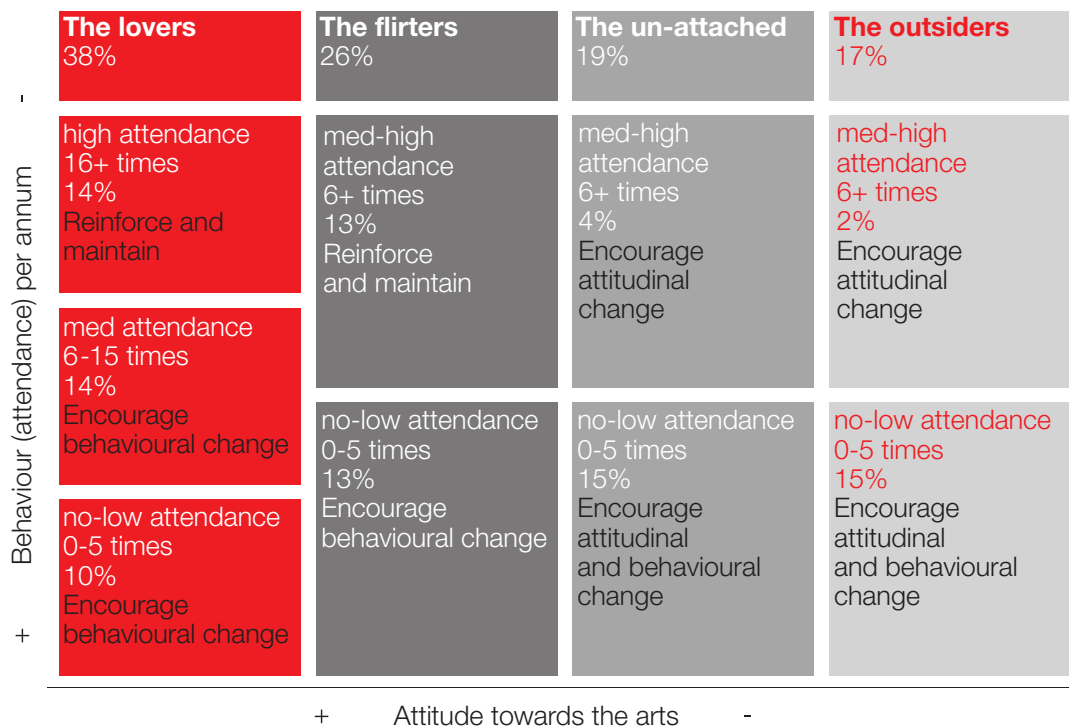 The lovers
38%
The flirters
26%
The un-attached
19%
The outsiders
17%
high attendance
16+ times
14%
Reinforce and
maintain
med attendance
6-15 times
14%
Encourage
behavioural change
no-low attendance
0-5 times
10%
Encourage
behavioural change
med-high
attendance
6+ times
13%
Reinforce
and maintain
no-low attendance
0-5 times
13%
Encourage
behavioural change
med-high
attendance
6+ times
4%
Encourage
attitudinal
change
no-low attendance
0-5 times
15%
Encourage
attitudinal
and behavioural
change
med-high
attendance
6+ times
2%
Encourage
attitudinal
change
no-low attendance
0-5 times
15%
Encourage
attitudinal
and behavioural
change
+ Behaviour (attendance) per annum -
+ Attitude towards the arts -